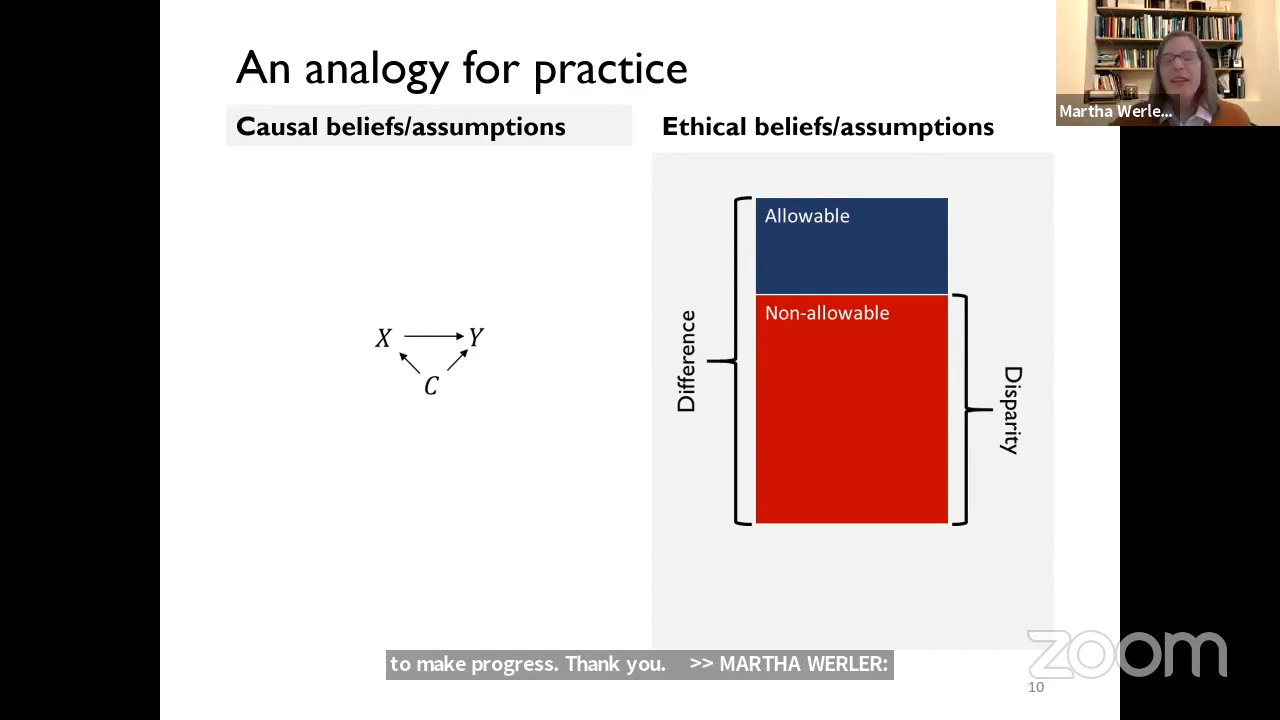 An analogy for practice
Causal beliefs/assumptions
Ethical beliefs/assumptions
Martha Werle...
Allowable
Non-allowable
Difference
Disparity
X
Y
C
to make progress. Thank you. >> MARTHA WERLER:
zoom
10